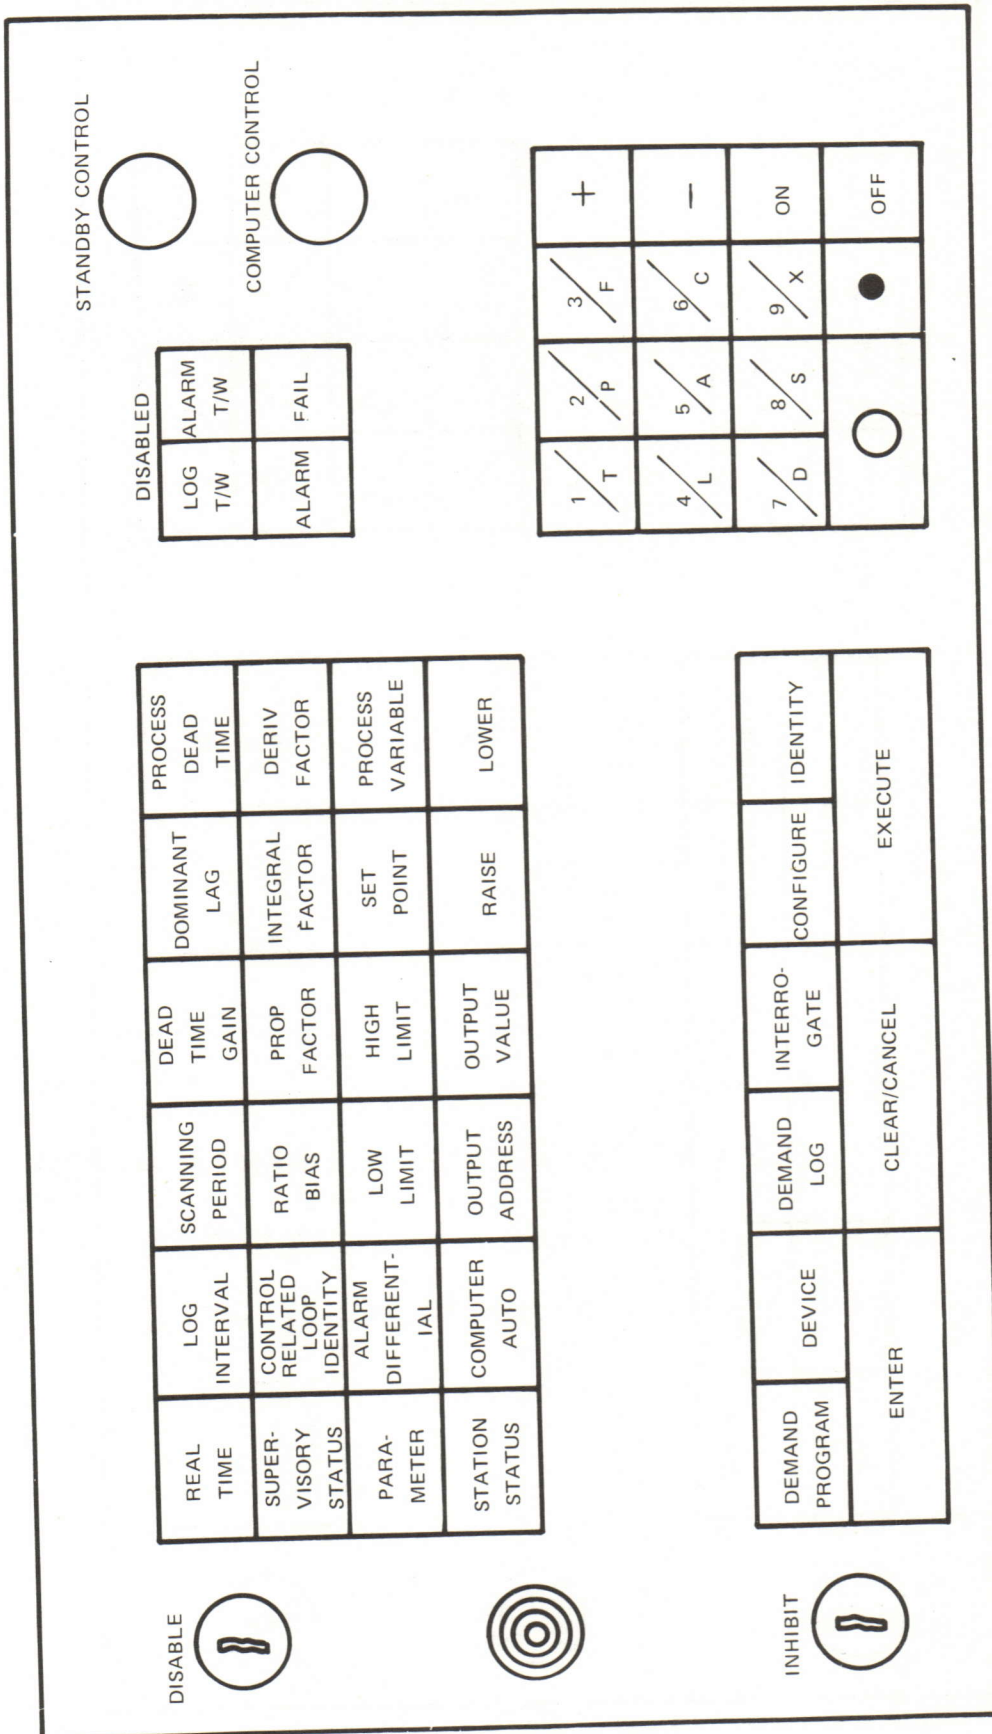 DISABLE
REAL
TIME
LOG
INTERVAL
SCANNING
PERIOD
DEAD
TIME
GAIN
DOMINANT
LAG
PROCESS
DEAD
TIME
SUPER-
VISORY
STATUS
CONTROL
RELATED
LOOP
IDENTITY
RATIO
BIAS
PROP
FACTOR
INTEGRAL
FACTOR
DERIV
FACTOR
PARA-
METER
ALARM
DIFFERENT-
IAL
LOW
LIMIT
HIGH
LIMIT
SET
POINT
PROCESS
VARIABLE
STATION
STATUS
COMPUTER
AUTO
OUTPUT
ADDRESS
OUTPUT
VALUE
RAISE
LOWER
DISABLED
LOG
T/W
ALARM
T/W
ALARM
FAIL
STANDBY CONTROL
COMPUTER CONTROL
INHIBIT
DEMAND
PROGRAM
DEVICE
DEMAND
LOG
INTERRO-
GATE
CONFIGURE
IDENTITY
ENTER
CLEAR/CANCEL
EXECUTE
1/T
2/P
3/F
+
4/L
5/A
6/C
−
7/D
8/S
9/X
ON
OFF